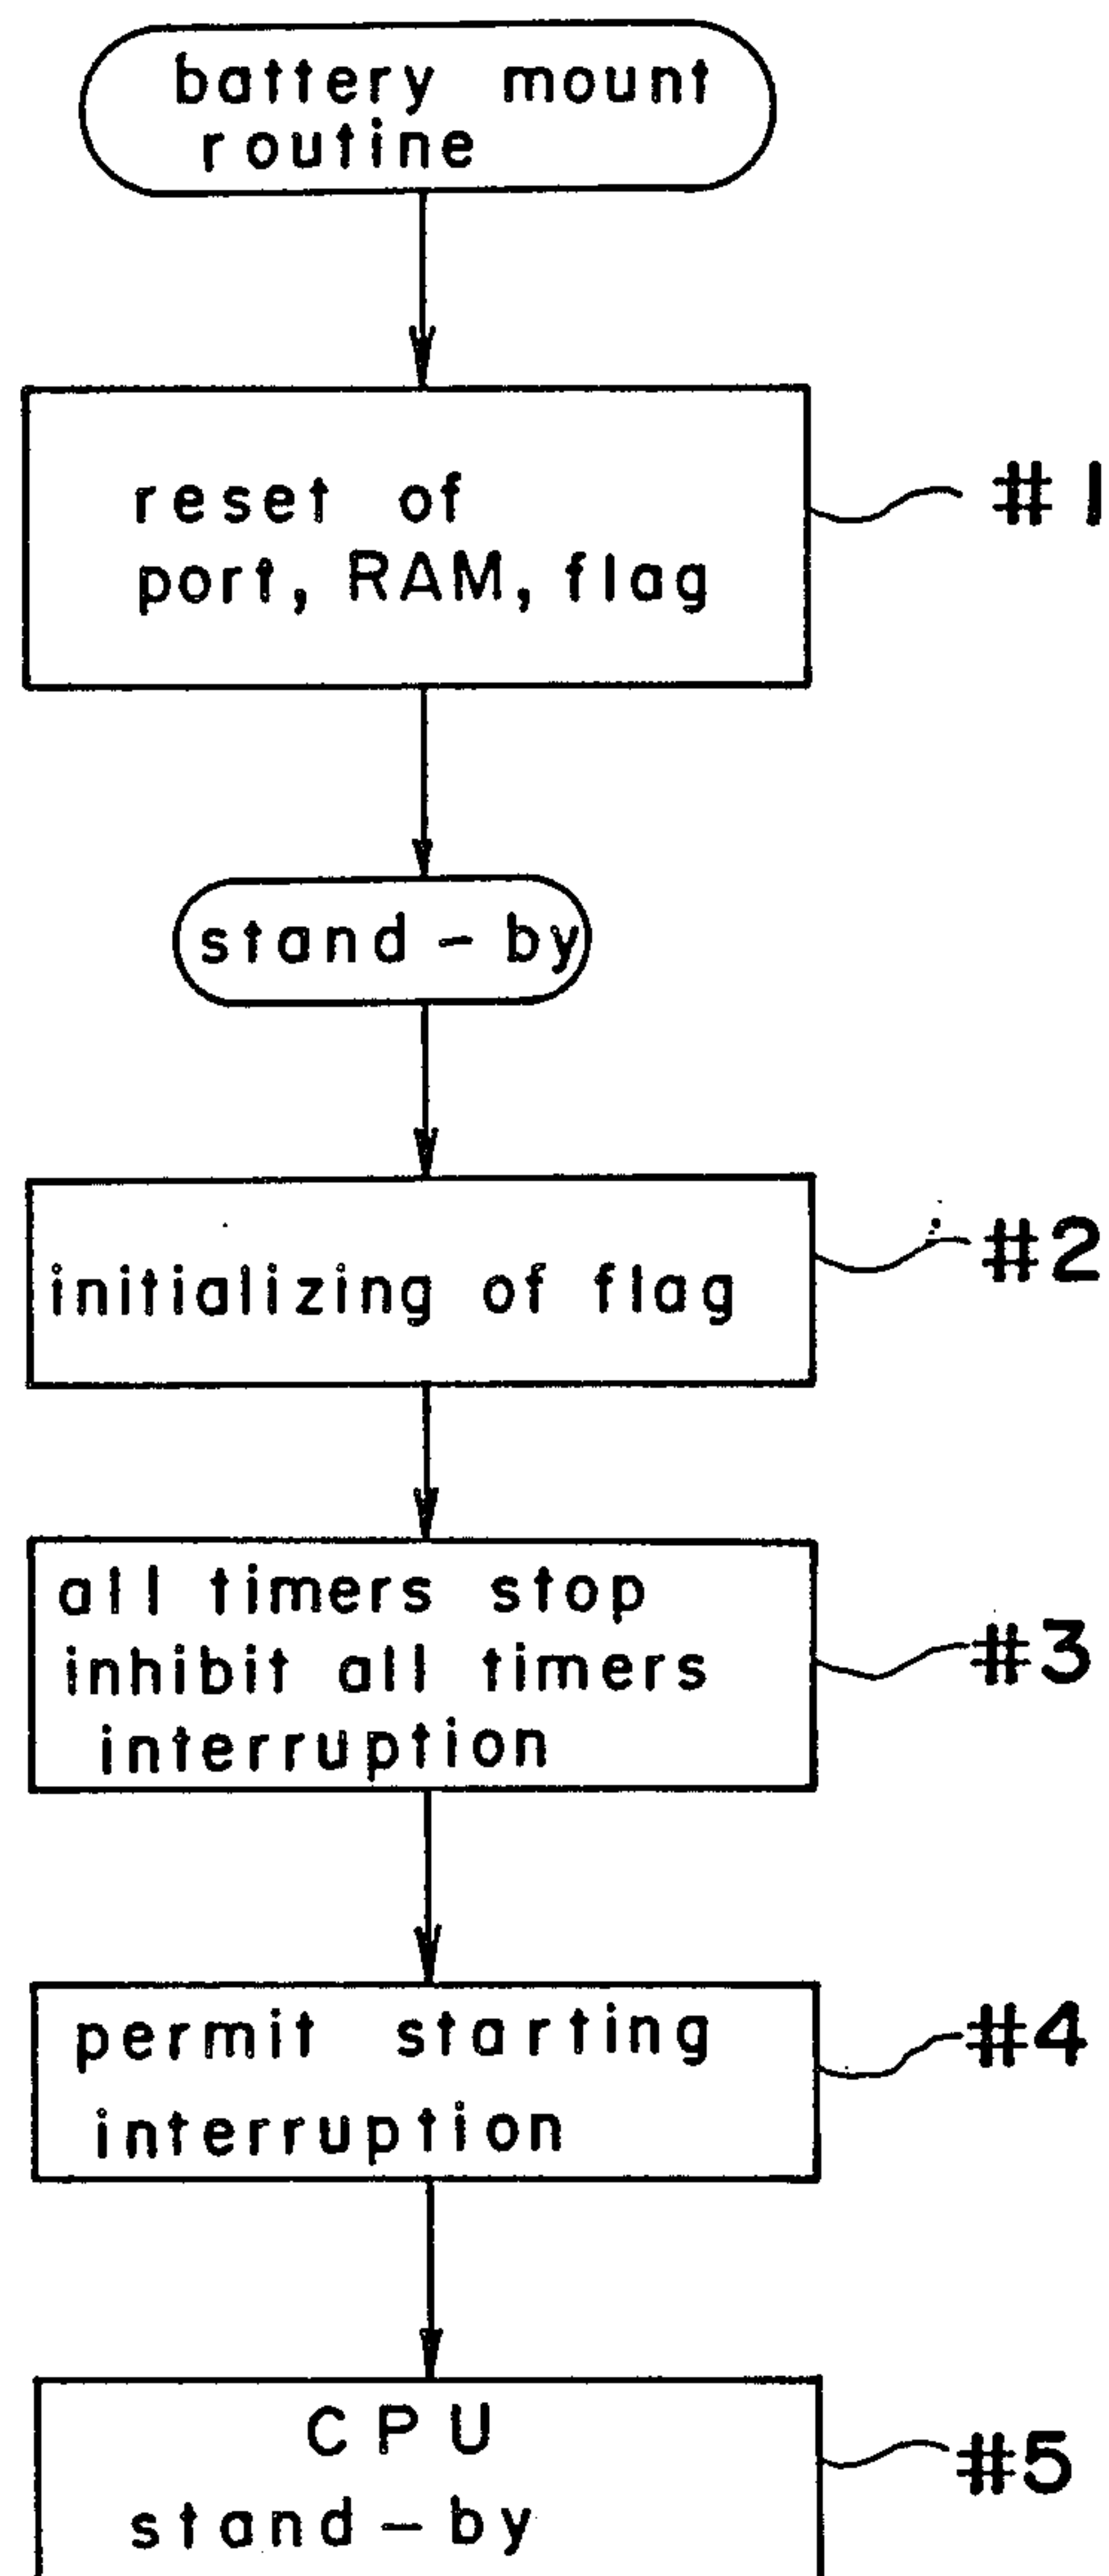 battery mount
routine
reset of
port, RAM, flag
#1
stand-by
initializing of flag
#2
all timers stop
inhibit all timers
interruption
#3
permit starting
interruption
#4
CPU
stand-by
#5